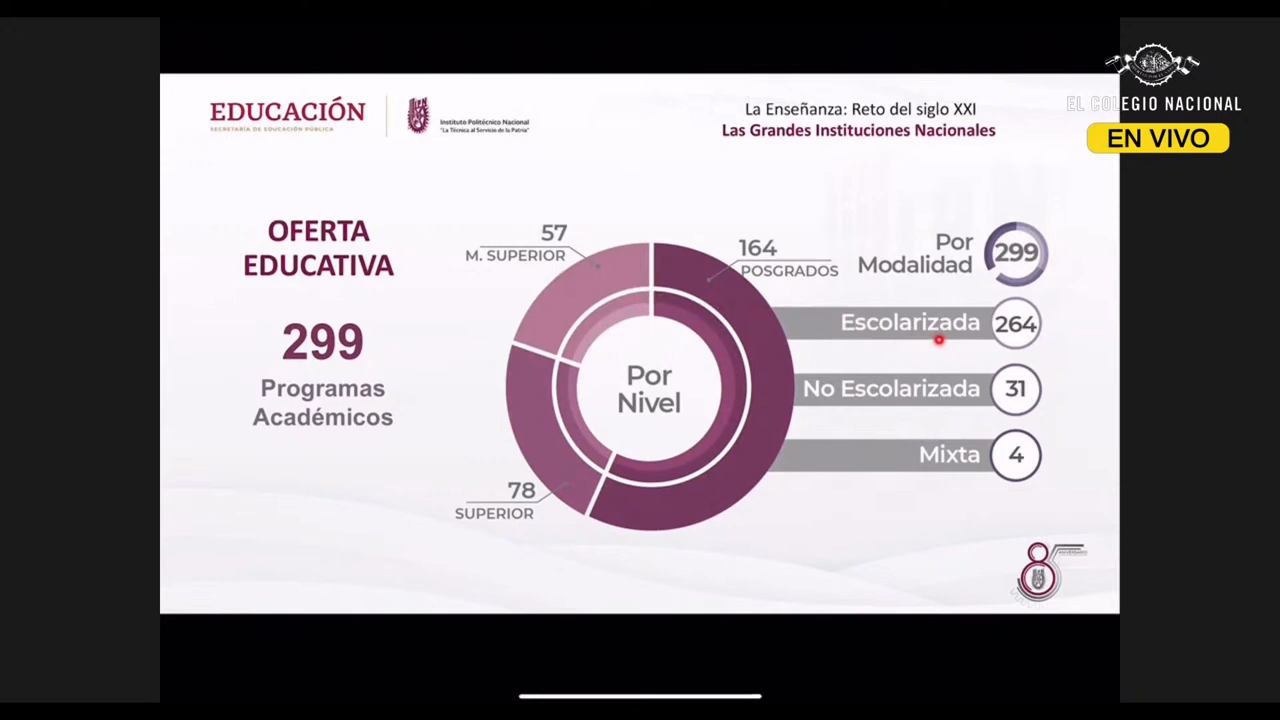 EL COLEGIO NACIONAL
EN VIVO
EDUCACIÓN
SECRETARÍA DE EDUCACIÓN PÚBLICA
Instituto Politécnico Nacional
"La Técnica al Servicio de la Patria"
La Enseñanza: Reto del siglo XXI
Las Grandes Instituciones Nacionales
OFERTA
EDUCATIVA
299
Programas
Académicos
57
M. SUPERIOR
164
POSGRADOS
78
SUPERIOR
Por
Nivel
Por
Modalidad
299
Escolarizada
264
No Escolarizada
31
Mixta
4
85